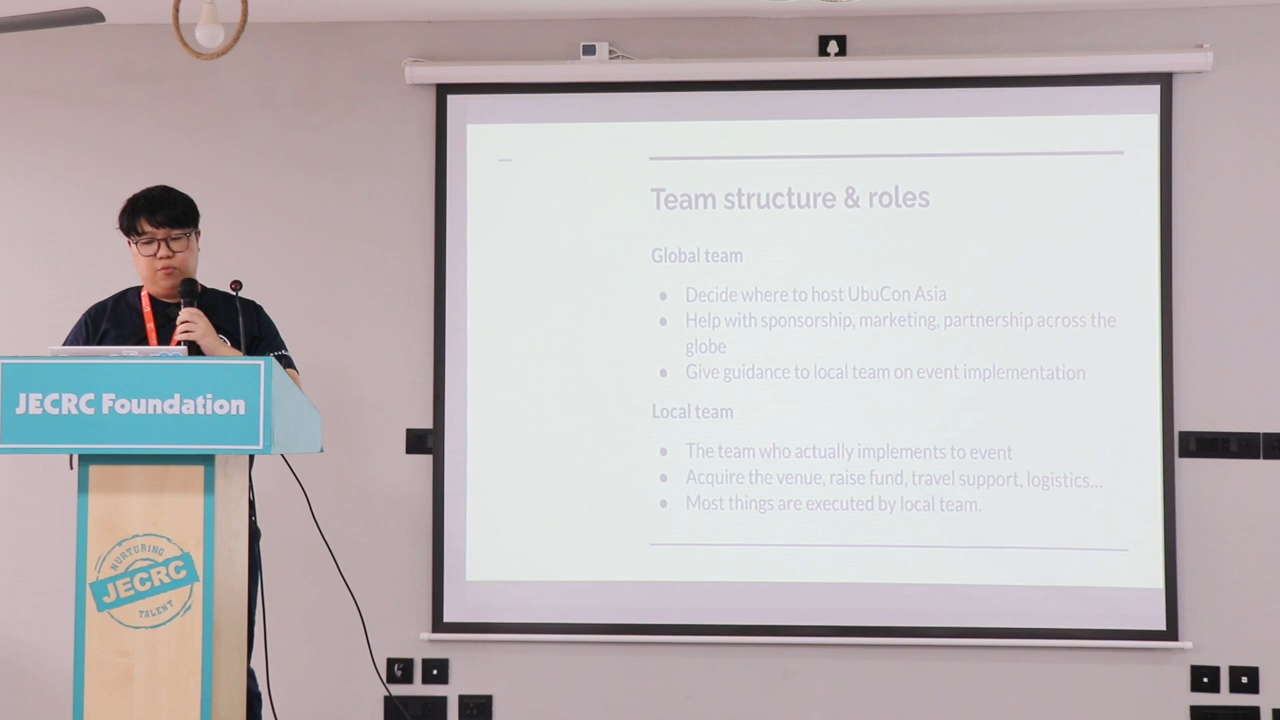 Team structure & roles
Global team
● Decide where to host UbuCon Asia
● Help with sponsorship, marketing, partnership across the
globe
● Give guidance to local team on event implementation
Local team
● The team who actually implements to event
● Acquire the venue, raise fund, travel support, logistics...
● Most things are executed by local team.
JECRC Foundation
NURTURING
JECRC
TALENT